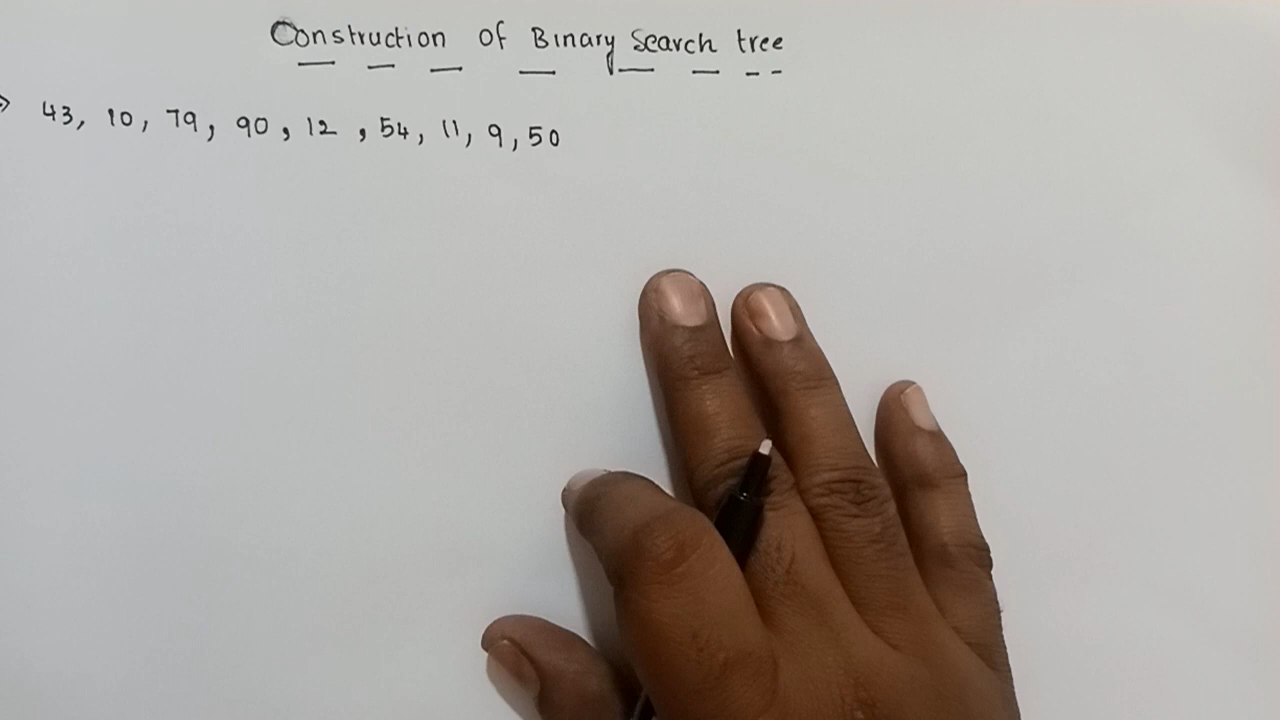 Construction of Binary Search tree
43, 10, 79, 90, 12, 54, 11, 9, 50